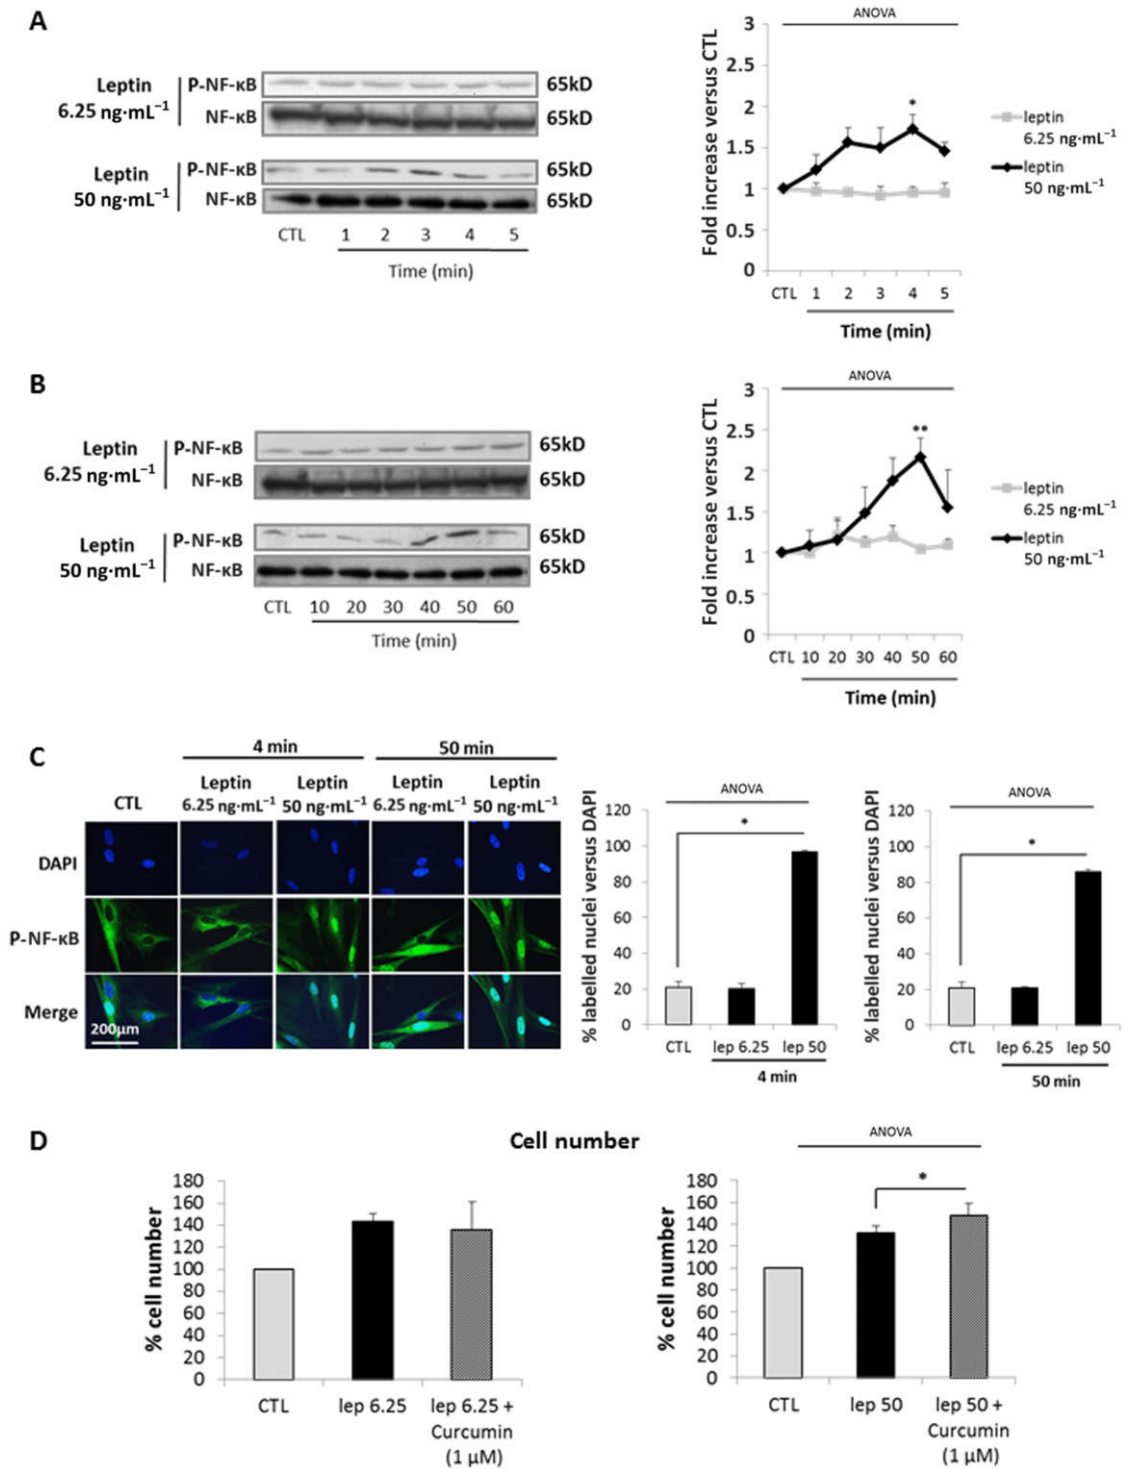 A
Leptin
6.25 ng·mL⁻¹
P-NF-κB
65kD
NF-κB
65kD
Leptin
50 ng·mL⁻¹
P-NF-κB
65kD
NF-κB
65kD
CTL 1 2 3 4 5
Time (min)
ANOVA
Fold increase versus CTL
3
2.5
2
1.5
1
0.5
0
*
CTL 1 2 3 4 5
Time (min)
leptin
6.25 ng·mL⁻¹
leptin
50 ng·mL⁻¹
B
Leptin
6.25 ng·mL⁻¹
P-NF-κB
65kD
NF-κB
65kD
Leptin
50 ng·mL⁻¹
P-NF-κB
65kD
NF-κB
65kD
CTL 10 20 30 40 50 60
Time (min)
ANOVA
Fold increase versus CTL
3
2.5
2
1.5
1
0.5
0
**
CTL 10 20 30 40 50 60
Time (min)
leptin
6.25 ng·mL⁻¹
leptin
50 ng·mL⁻¹
C
4 min 50 min
CTL
Leptin
6.25 ng·mL⁻¹
Leptin
50 ng·mL⁻¹
Leptin
6.25 ng·mL⁻¹
Leptin
50 ng·mL⁻¹
DAPI
P-NF-κB
Merge
200µm
ANOVA
% labelled nuclei versus DAPI
120
100
80
60
40
20
0
*
CTL lep 6.25 lep 50
4 min
ANOVA
% labelled nuclei versus DAPI
120
100
80
60
40
20
0
*
CTL lep 6.25 lep 50
50 min
D
Cell number
% cell number
180
160
140
120
100
80
60
40
20
0
CTL lep 6.25 lep 6.25 +
Curcumin
(1 µM)
ANOVA
% cell number
180
160
140
120
100
80
60
40
20
0
*
CTL lep 50 lep 50 +
Curcumin
(1 µM)